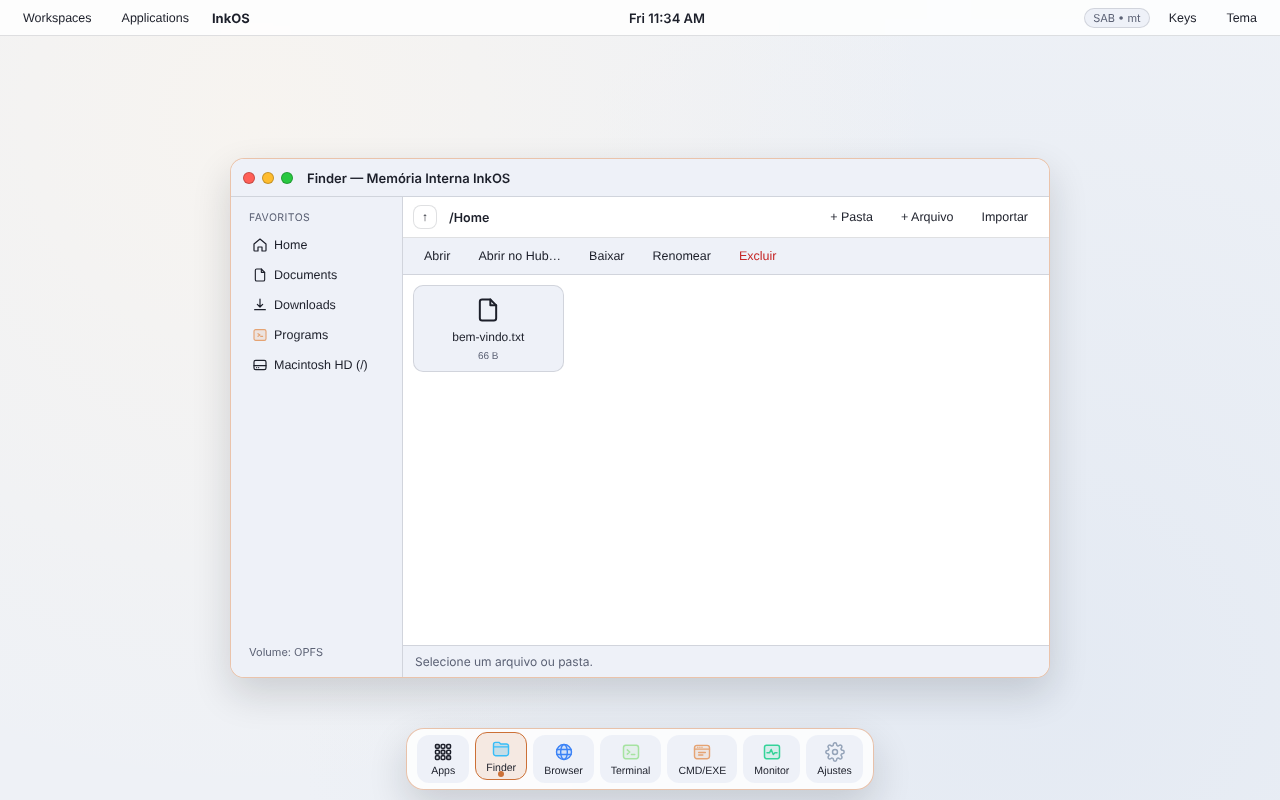 Workspaces Applications InkOS Fri 11:34 AM SAB • mt Keys Tema
Finder — Memória Interna InkOS
FAVORITOS
Home
Documents
Downloads
Programs
Macintosh HD (/)
Volume: OPFS
↑ /Home + Pasta + Arquivo Importar
Abrir Abrir no Hub… Baixar Renomear Excluir
bem-vindo.txt
66 B
Selecione um arquivo ou pasta.
Apps Finder Browser Terminal CMD/EXE Monitor Ajustes